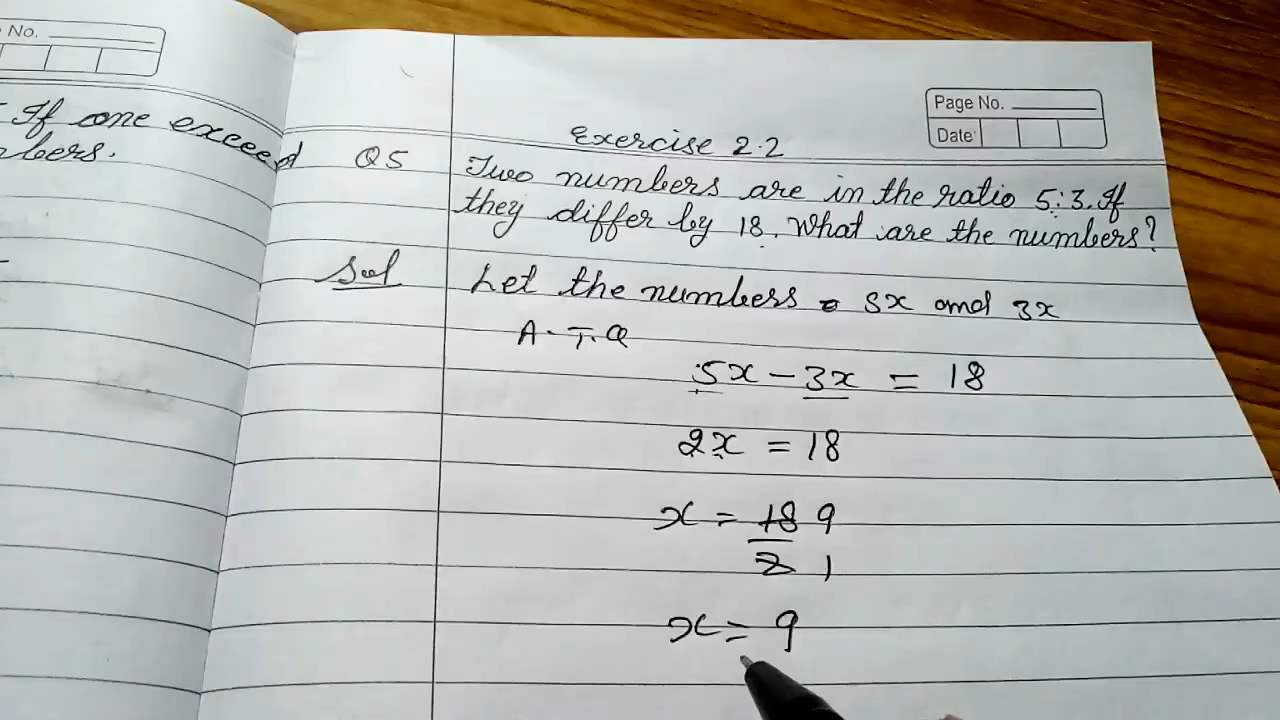 No.
If one exceed
Page No.
Date:
Exercise 2.2
Q5 Two numbers are in the ratio 5:3. If
they differ by 18. What are the numbers?
Sol Let the numbers = 5x and 3x
A.T.Q
5x - 3x = 18
2x = 18
x = 18 9
2 1
x = 9